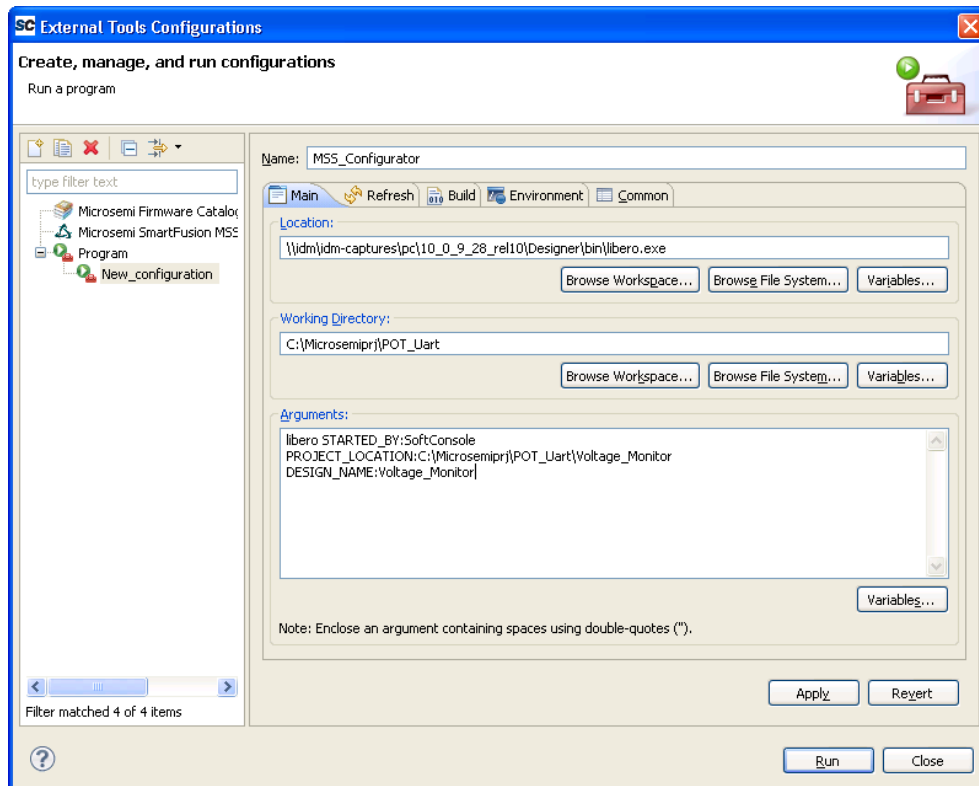 SC External Tools Configurations
Create, manage, and run configurations
Run a program
type filter text
Microsemi Firmware Catalog
Microsemi SmartFusion MSS
Program
New_configuration
Filter matched 4 of 4 items
Name: MSS_Configurator
Main Refresh Build Environment Common
Location:
\\idm\idm-captures\pc\10_0_9_28_rel10\Designer\bin\libero.exe
Browse Workspace... Browse File System... Variables...
Working Directory:
C:\Microsemiprj\POT_Uart
Browse Workspace... Browse File System... Variables...
Arguments:
libero STARTED_BY:SoftConsole
PROJECT_LOCATION:C:\Microsemiprj\POT_Uart\Voltage_Monitor
DESIGN_NAME:Voltage_Monitor
Variables...
Note: Enclose an argument containing spaces using double-quotes (").
Apply Revert
Run Close